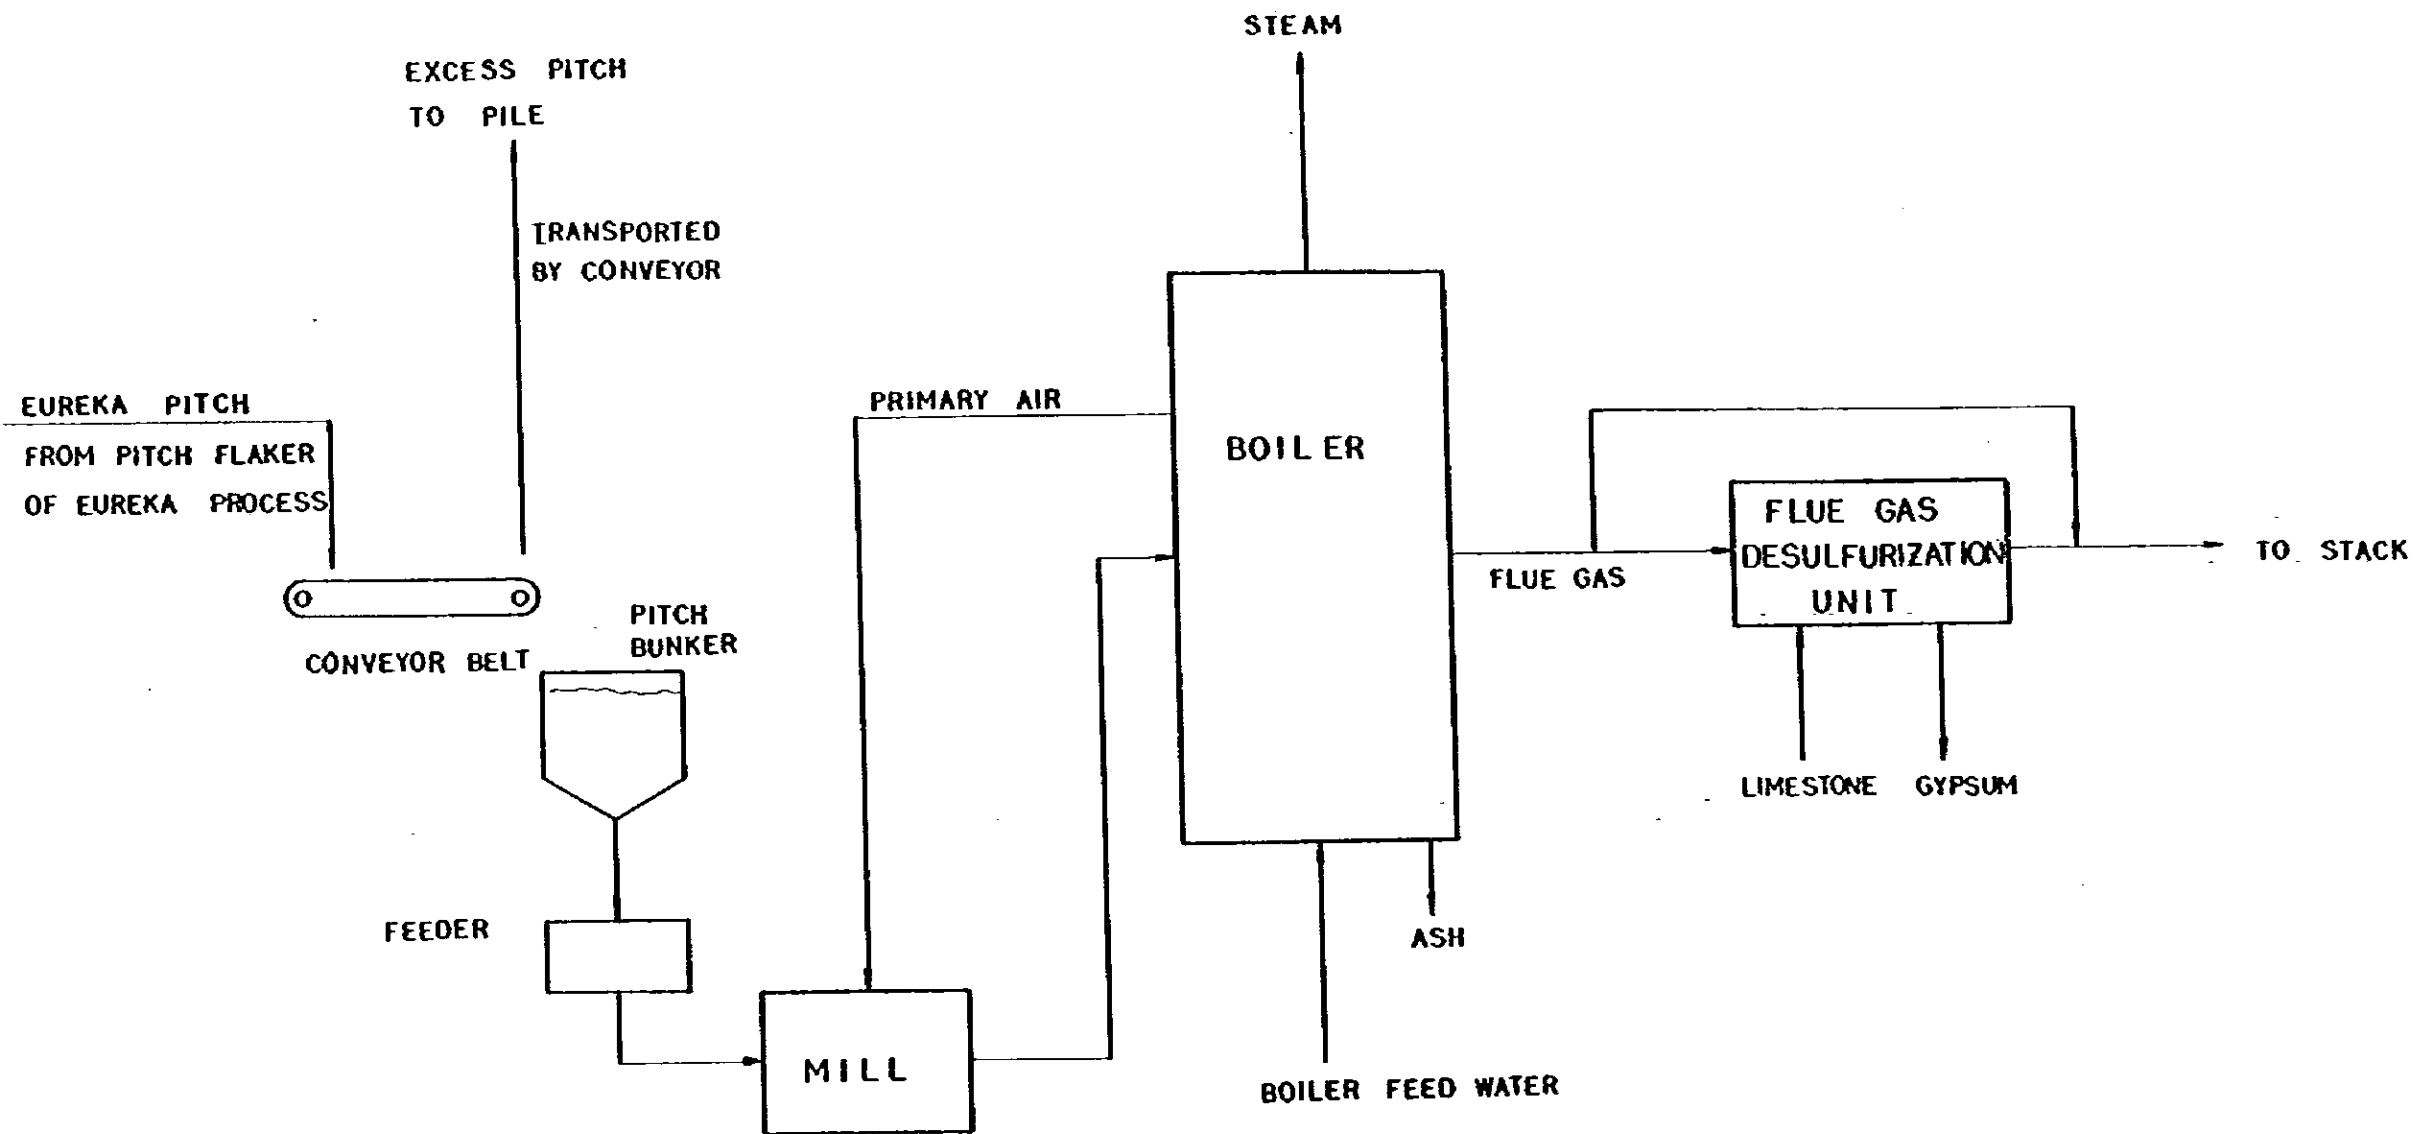 STEAM
EXCESS PITCH
TO PILE
TRANSPORTED
BY CONVEYOR
EUREKA PITCH
FROM PITCH FLAKER
OF EUREKA PROCESS
PRIMARY AIR
BOILER
FLUE GAS
DESULFURIZATION
UNIT
TO STACK
FLUE GAS
PITCH
BUNKER
CONVEYOR BELT
LIMESTONE GYPSUM
FEEDER
ASH
MILL
BOILER FEED WATER